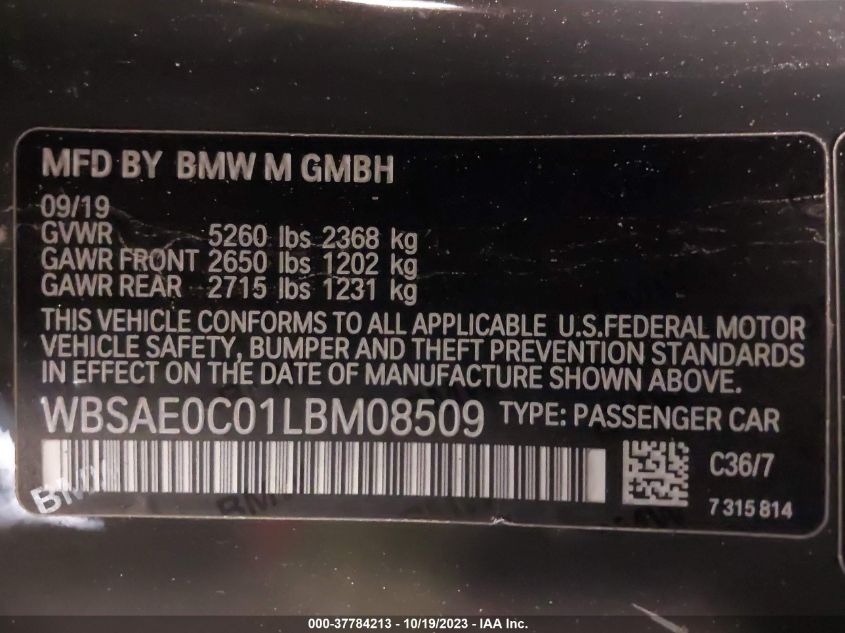 MFD BY BMW M GMBH
09/19
GVWR 5260 lbs 2368 kg
GAWR FRONT 2650 lbs 1202 kg
GAWR REAR 2715 lbs 1231 kg
THIS VEHICLE CONFORMS TO ALL APPLICABLE U.S.FEDERAL MOTOR
VEHICLE SAFETY, BUMPER AND THEFT PREVENTION STANDARDS
IN EFFECT ON THE DATE OF MANUFACTURE SHOWN ABOVE.
WBSAE0C01LBM08509 TYPE: PASSENGER CAR
C36/7
7 315 814
BMW
000-37784213 - 10/19/2023 - IAA Inc.